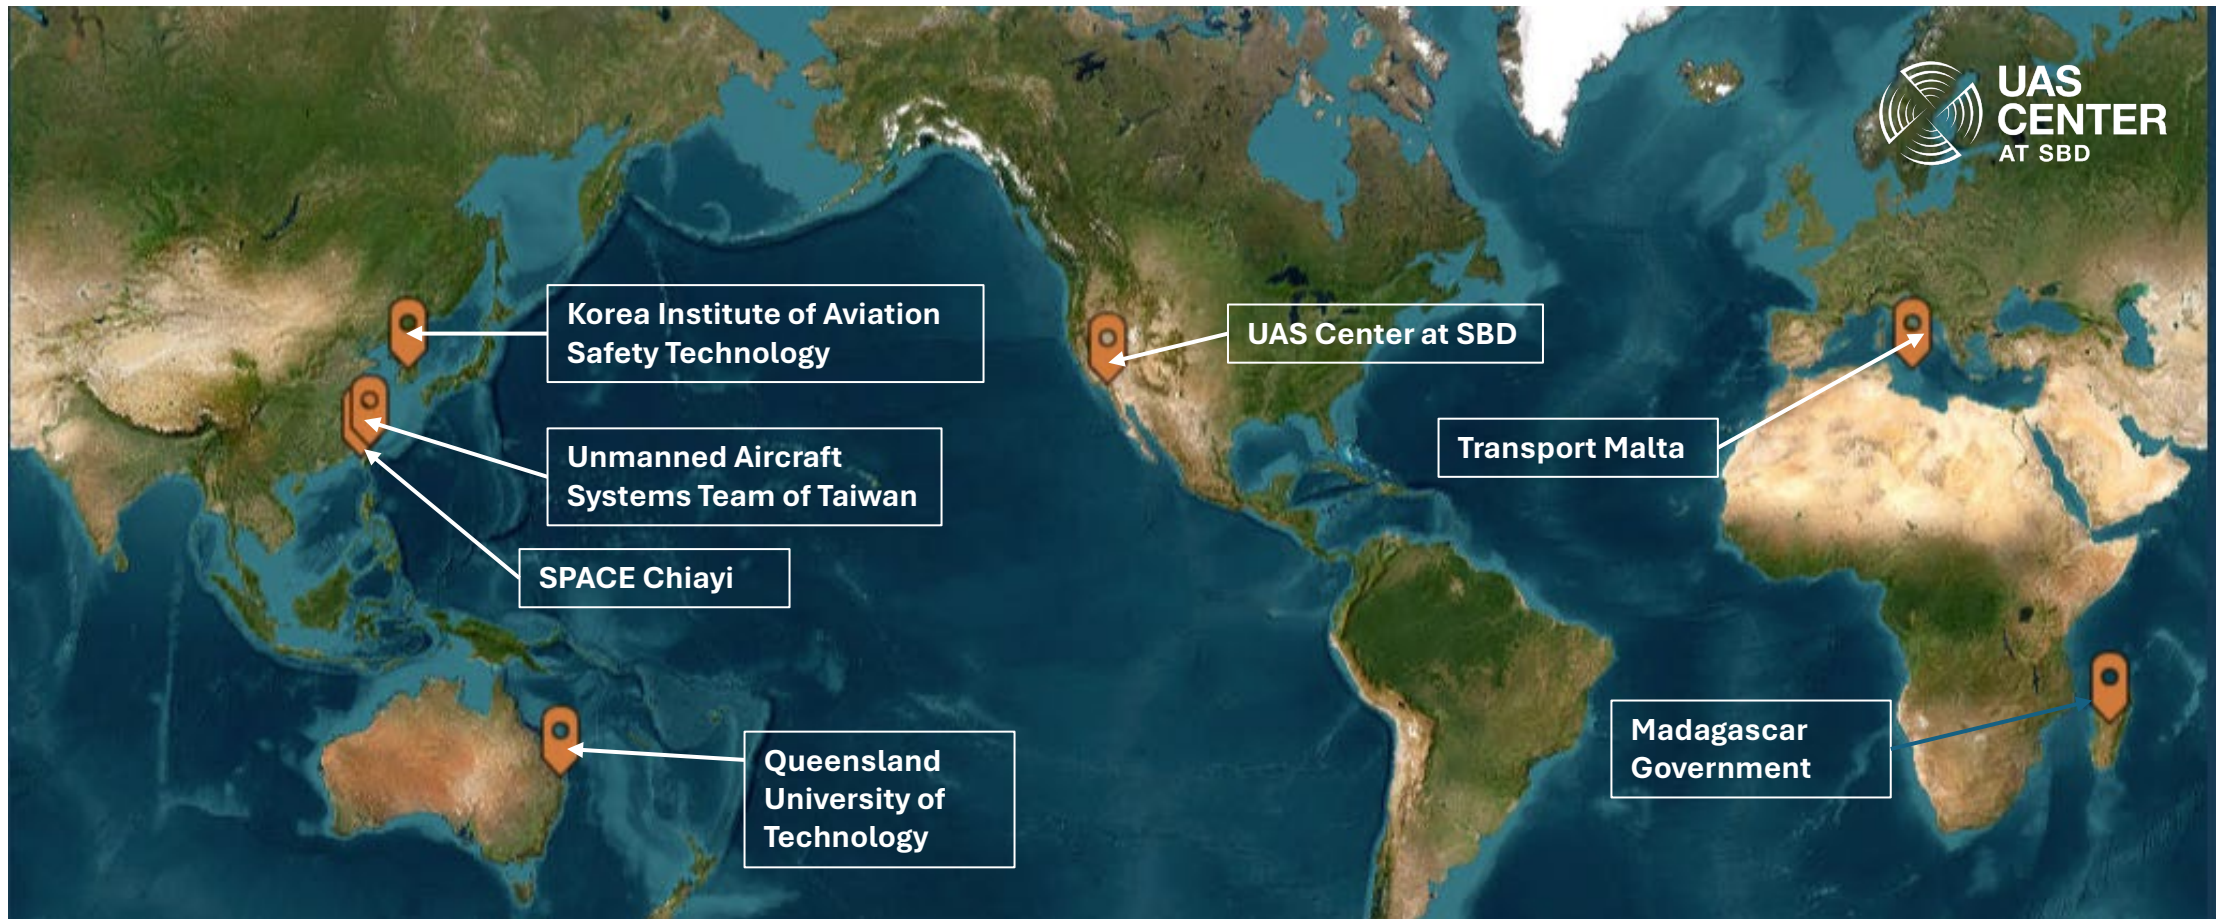 UAS
CENTER
AT SBD
Korea Institute of Aviation
Safety Technology
UAS Center at SBD
Unmanned Aircraft
Systems Team of Taiwan
Transport Malta
SPACE Chiayi
Queensland
University of
Technology
Madagascar
Government